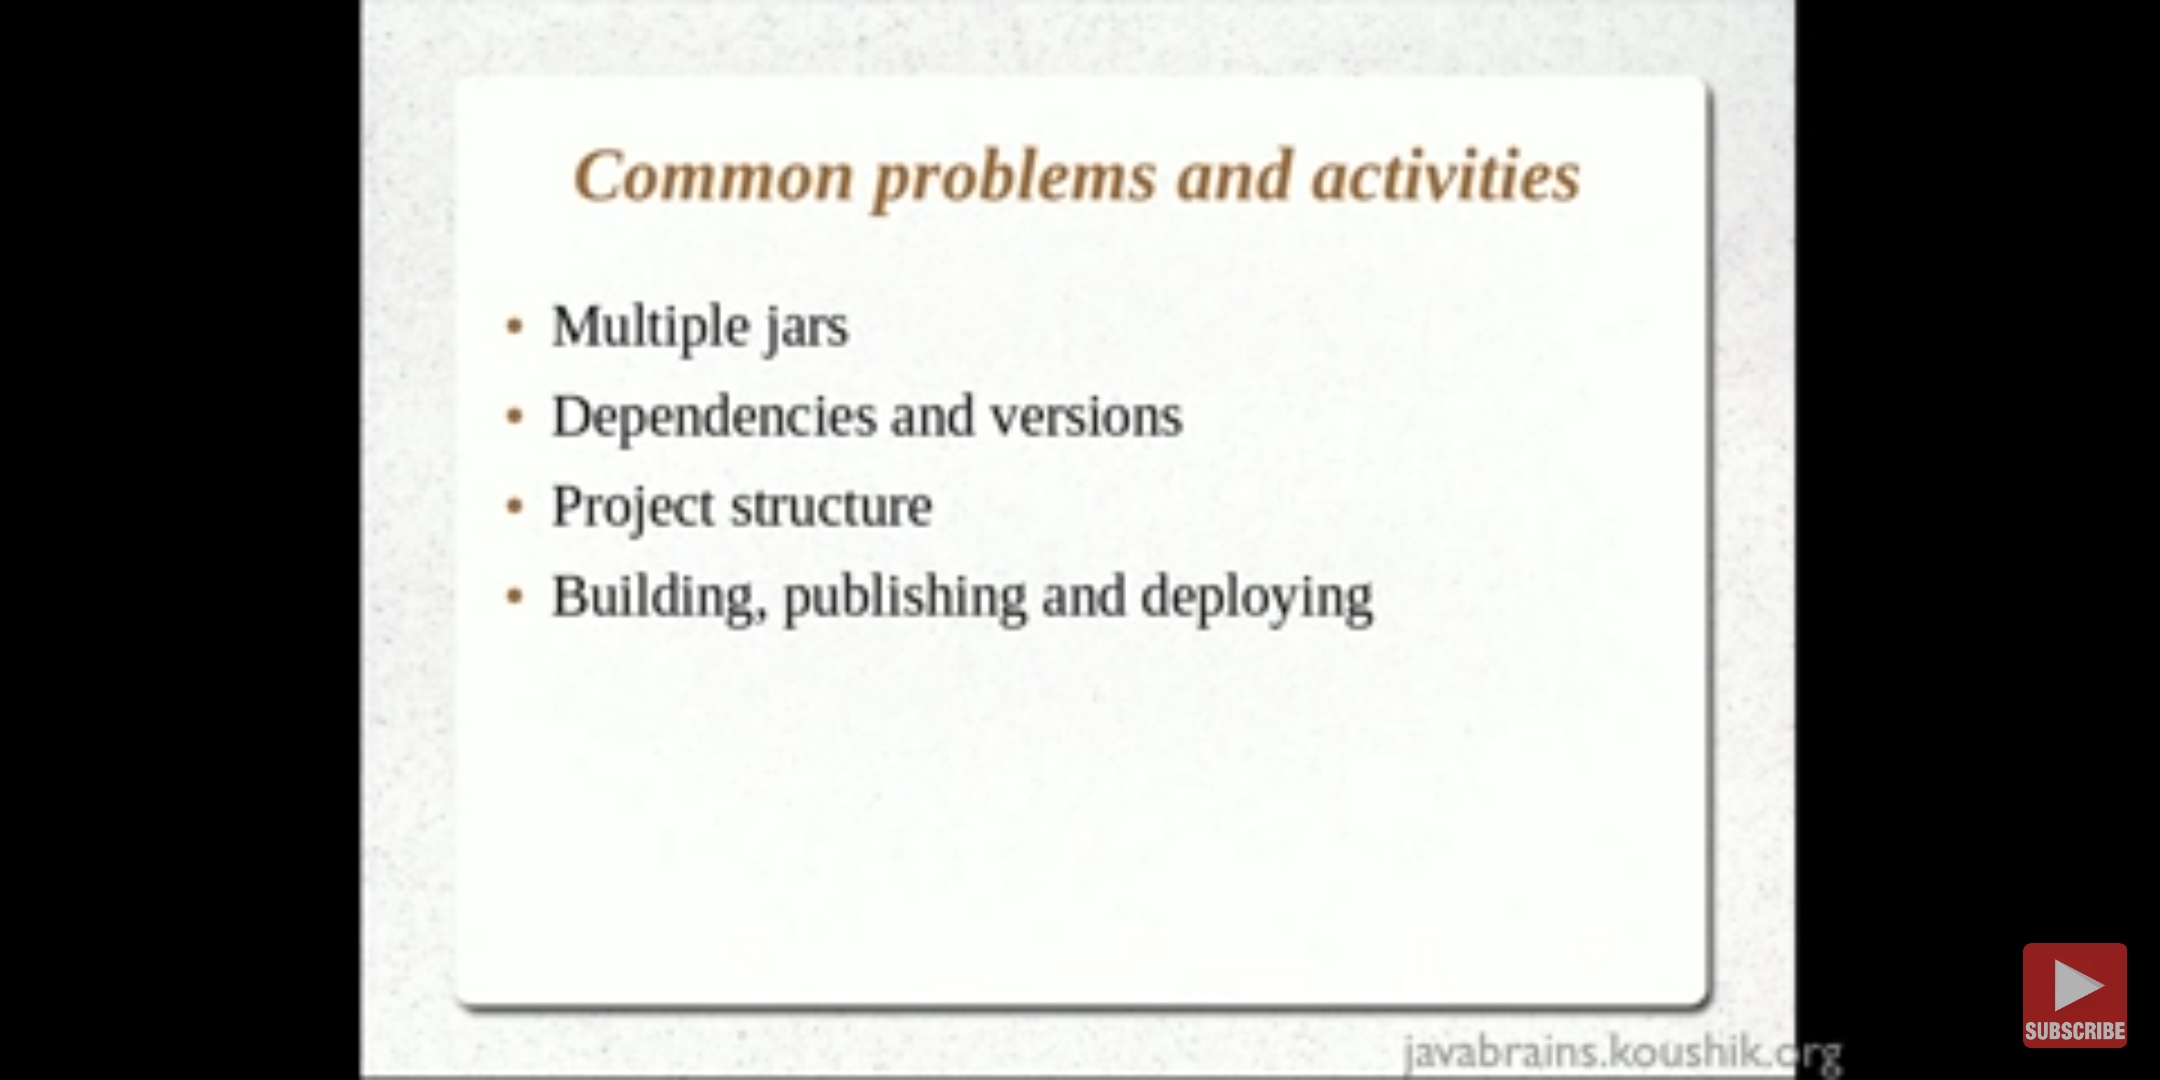 Common problems and activities
• Multiple jars
• Dependencies and versions
• Project structure
• Building, publishing and deploying
javabrains.koushik.org
SUBSCRIBE